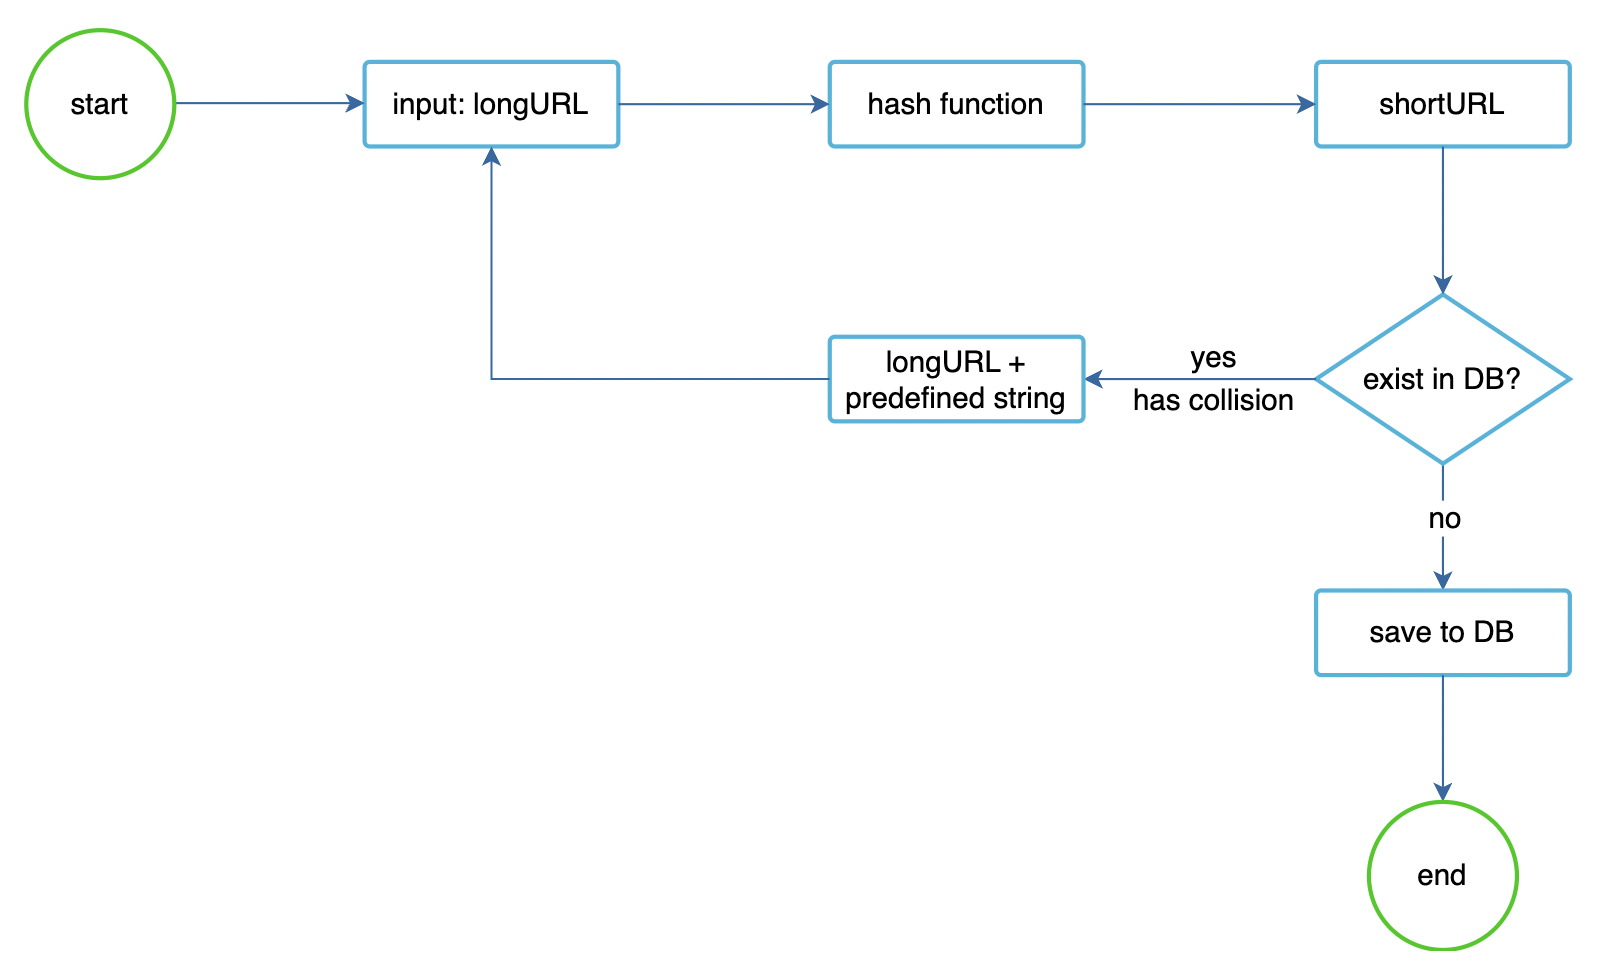 start
input: longURL
hash function
shortURL
longURL +
predefined string
yes
has collision
exist in DB?
no
save to DB
end